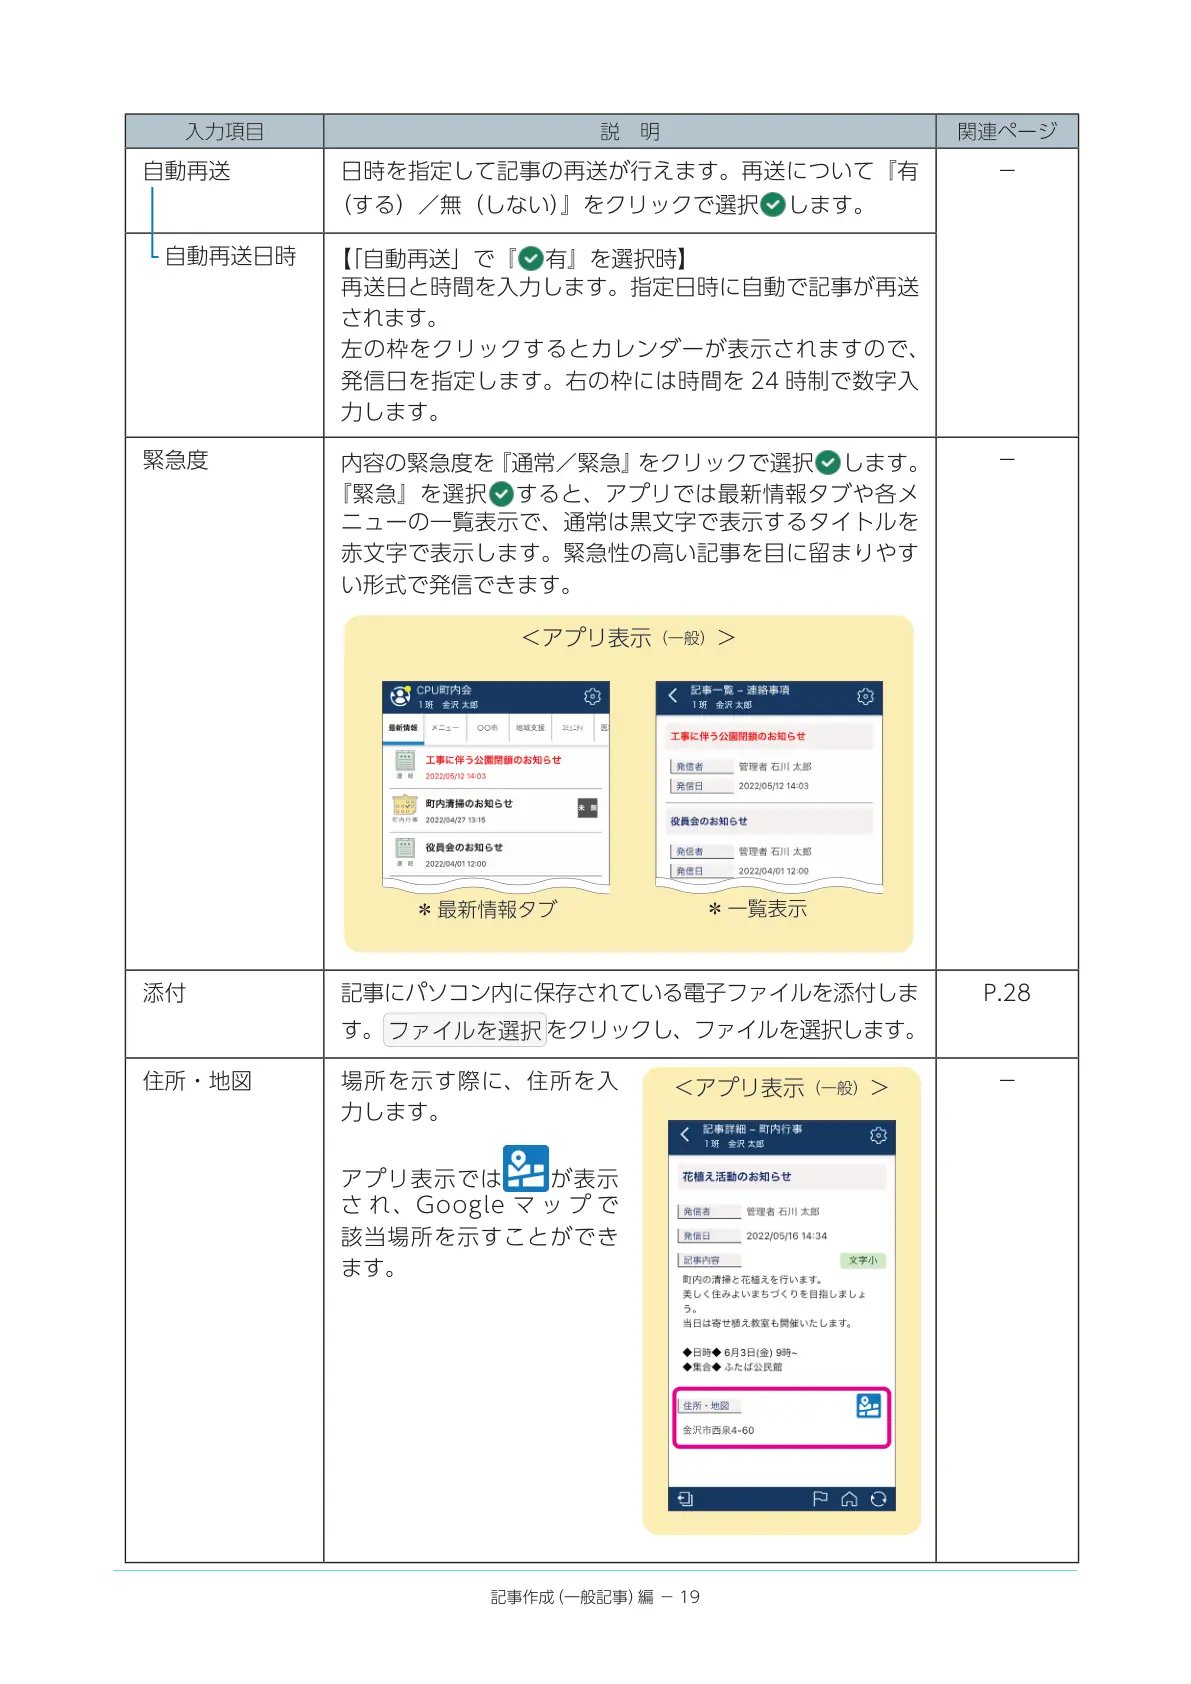 入力項目
説　明
関連ページ
自動再送
日時を指定して記事の再送が行えます。再送について『有
（する）／無（しない）』をクリックで選択します。
－
自動再送日時
【「自動再送」で『有』を選択時】
再送日と時間を入力します。指定日時に自動で記事が再送
されます。
左の枠をクリックするとカレンダーが表示されますので、
発信日を指定します。右の枠には時間を 24 時制で数字入
力します。
緊急度
内容の緊急度を『通常／緊急』をクリックで選択します。
『緊急』を選択すると、アプリでは最新情報タブや各メ
ニューの一覧表示で、通常は黒文字で表示するタイトルを
赤文字で表示します。緊急性の高い記事を目に留まりやす
い形式で発信できます。
－
＜アプリ表示（一般）＞
CPU町内会
1班　金沢 太郎
最新情報
メニュー
〇〇市
地域支援
コミュニティ
医
連　絡
工事に伴う公園閉鎖のお知らせ
2022/05/12 14:03
町内行事
町内清掃のお知らせ
2022/04/27 13:15
未　開
連　絡
役員会のお知らせ
2022/04/01 12:00
＊最新情報タブ
記事一覧 – 連絡事項
1班　金沢 太郎
工事に伴う公園閉鎖のお知らせ
発信者
管理者 石川 太郎
発信日
2022/05/12 14:03
役員会のお知らせ
発信者
管理者 石川 太郎
発信日
2022/04/01 12:00
＊一覧表示
添付
記事にパソコン内に保存されている電子ファイルを添付しま
す。ファイルを選択をクリックし、ファイルを選択します。
P.28
住所・地図
場所を示す際に、住所を入
力します。
アプリ表示ではが表示
され、Google マップで
該当場所を示すことができ
ます。
－
＜アプリ表示（一般）＞
記事詳細 – 町内行事
1班　金沢 太郎
花植え活動のお知らせ
発信者
管理者 石川 太郎
発信日
2022/05/16 14:34
記事内容
文字小
町内の清掃と花植えを行います。
美しく住みよいまちづくりを目指しましょ
う。
当日は寄せ植え教室も開催いたします。
◆日時◆ 6月3日(金) 9時~
◆集合◆ ふたば公民館
住所・地図
金沢市西泉4-60
記事作成（一般記事）編 － 19